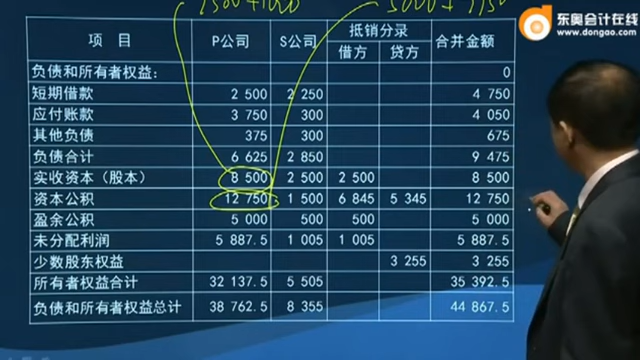 7500+1000 5000+7750
东奥会计在线
www.dongao.com
项 目 P公司 S公司 抵销分录 合并金额
借方 贷方
负债和所有者权益： 0
短期借款 2 500 2 250 4 750
应付账款 3 750 300 4 050
其他负债 375 300 675
负债合计 6 625 2 850 9 475
实收资本（股本） 8 500 2 500 2 500 8 500
资本公积 12 750 1 500 6 845 5 345 12 750
盈余公积 5 000 500 500 5 000
未分配利润 5 887.5 1 005 1 005 5 887.5
少数股东权益 3 255 3 255
所有者权益合计 32 137.5 5 505 35 392.5
负债和所有者权益总计 38 762.5 8 355 44 867.5